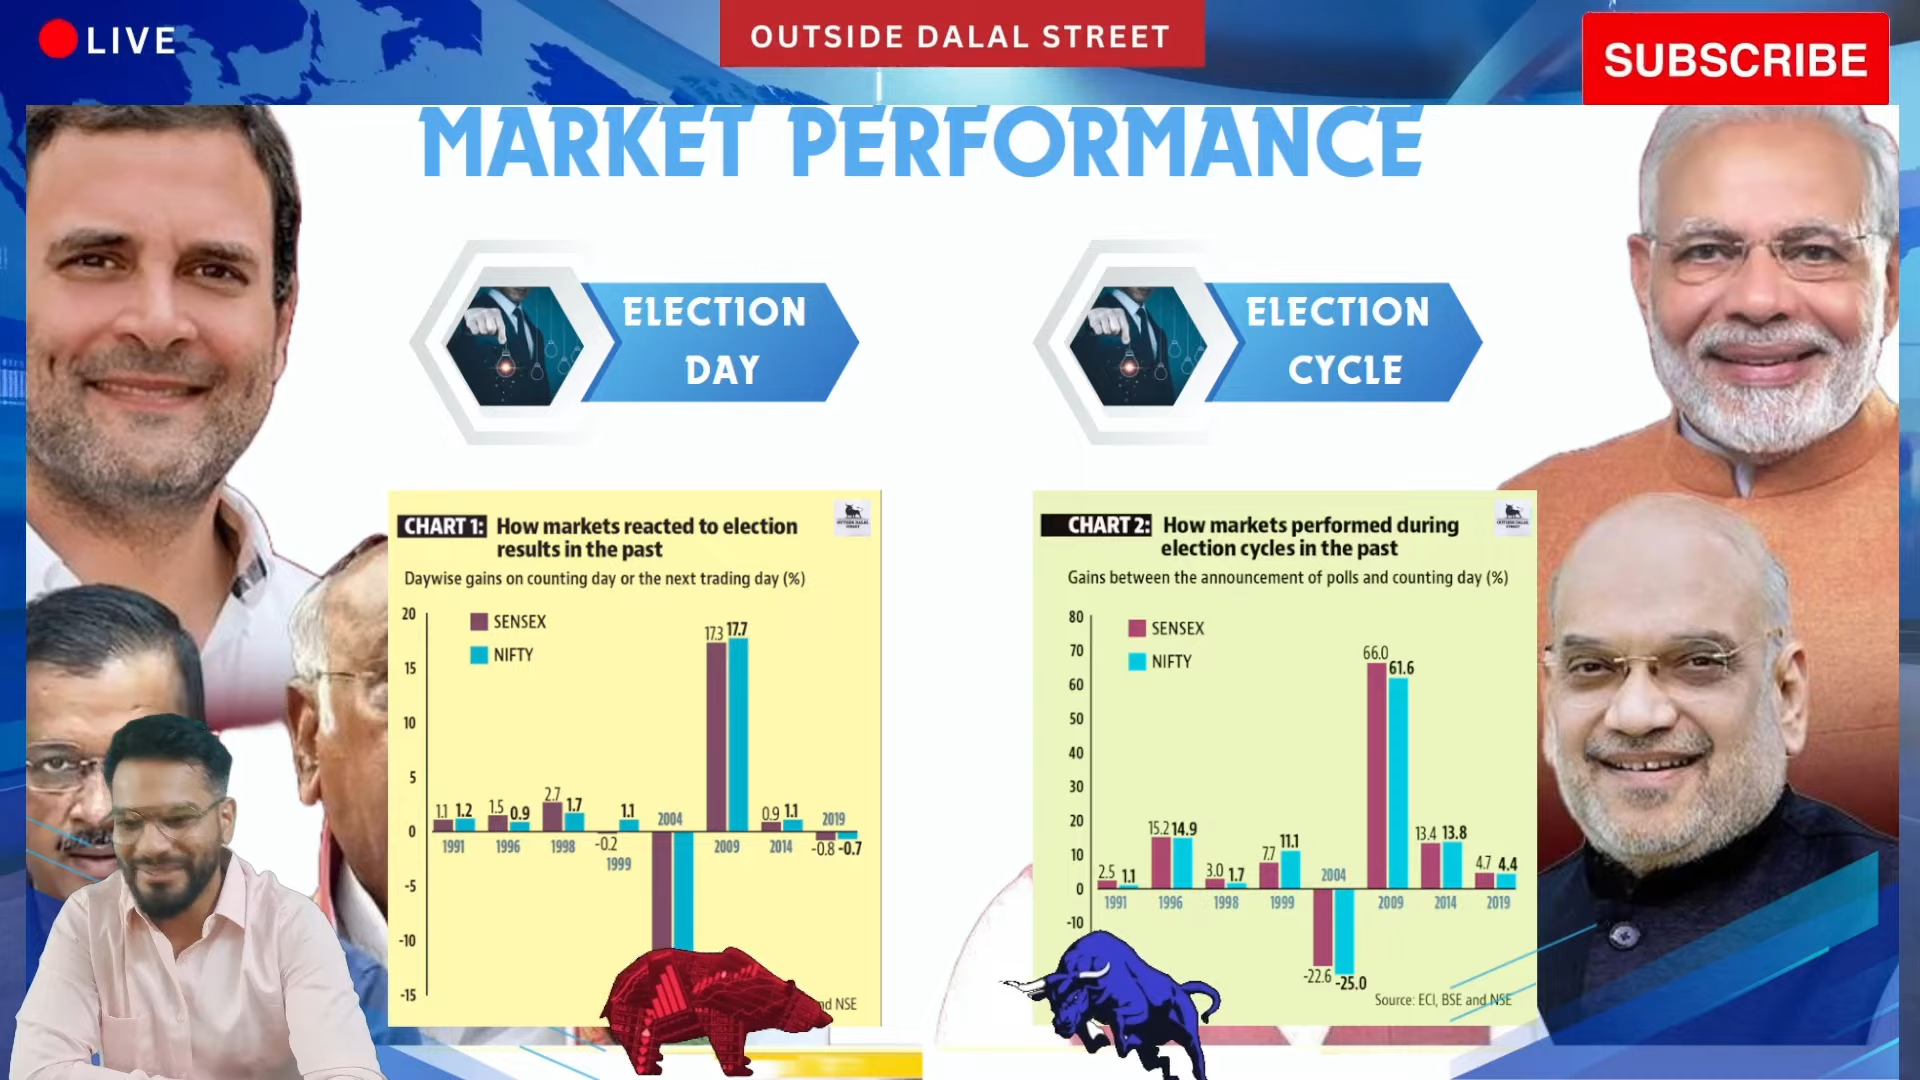 LIVE
OUTSIDE DALAL STREET
SUBSCRIBE
MARKET PERFORMANCE
ELECTION
DAY
ELECTION
CYCLE
CHART 1: How markets reacted to election
results in the past
Daywise gains on counting day or the next trading day (%)
SENSEX
NIFTY
20
15
10
5
0
-5
-10
-15
1.1 1.2
1.5 0.9
2.7 1.7
-0.2 1.1
17.3 17.7
0.9 1.1
-0.8 -0.7
1991
1996
1998
1999
2004
2009
2014
2019
and NSE
OUTSIDE DALAL
STREET
CHART 2: How markets performed during
election cycles in the past
Gains between the announcement of polls and counting day (%)
SENSEX
NIFTY
80
70
60
50
40
30
20
10
0
-10
2.5 1.1
15.2 14.9
3.0 1.7
7.7 11.1
-22.6 -25.0
66.0 61.6
13.4 13.8
4.7 4.4
1991
1996
1998
1999
2004
2009
2014
2019
Source: ECI, BSE and NSE
OUTSIDE DALAL
STREET